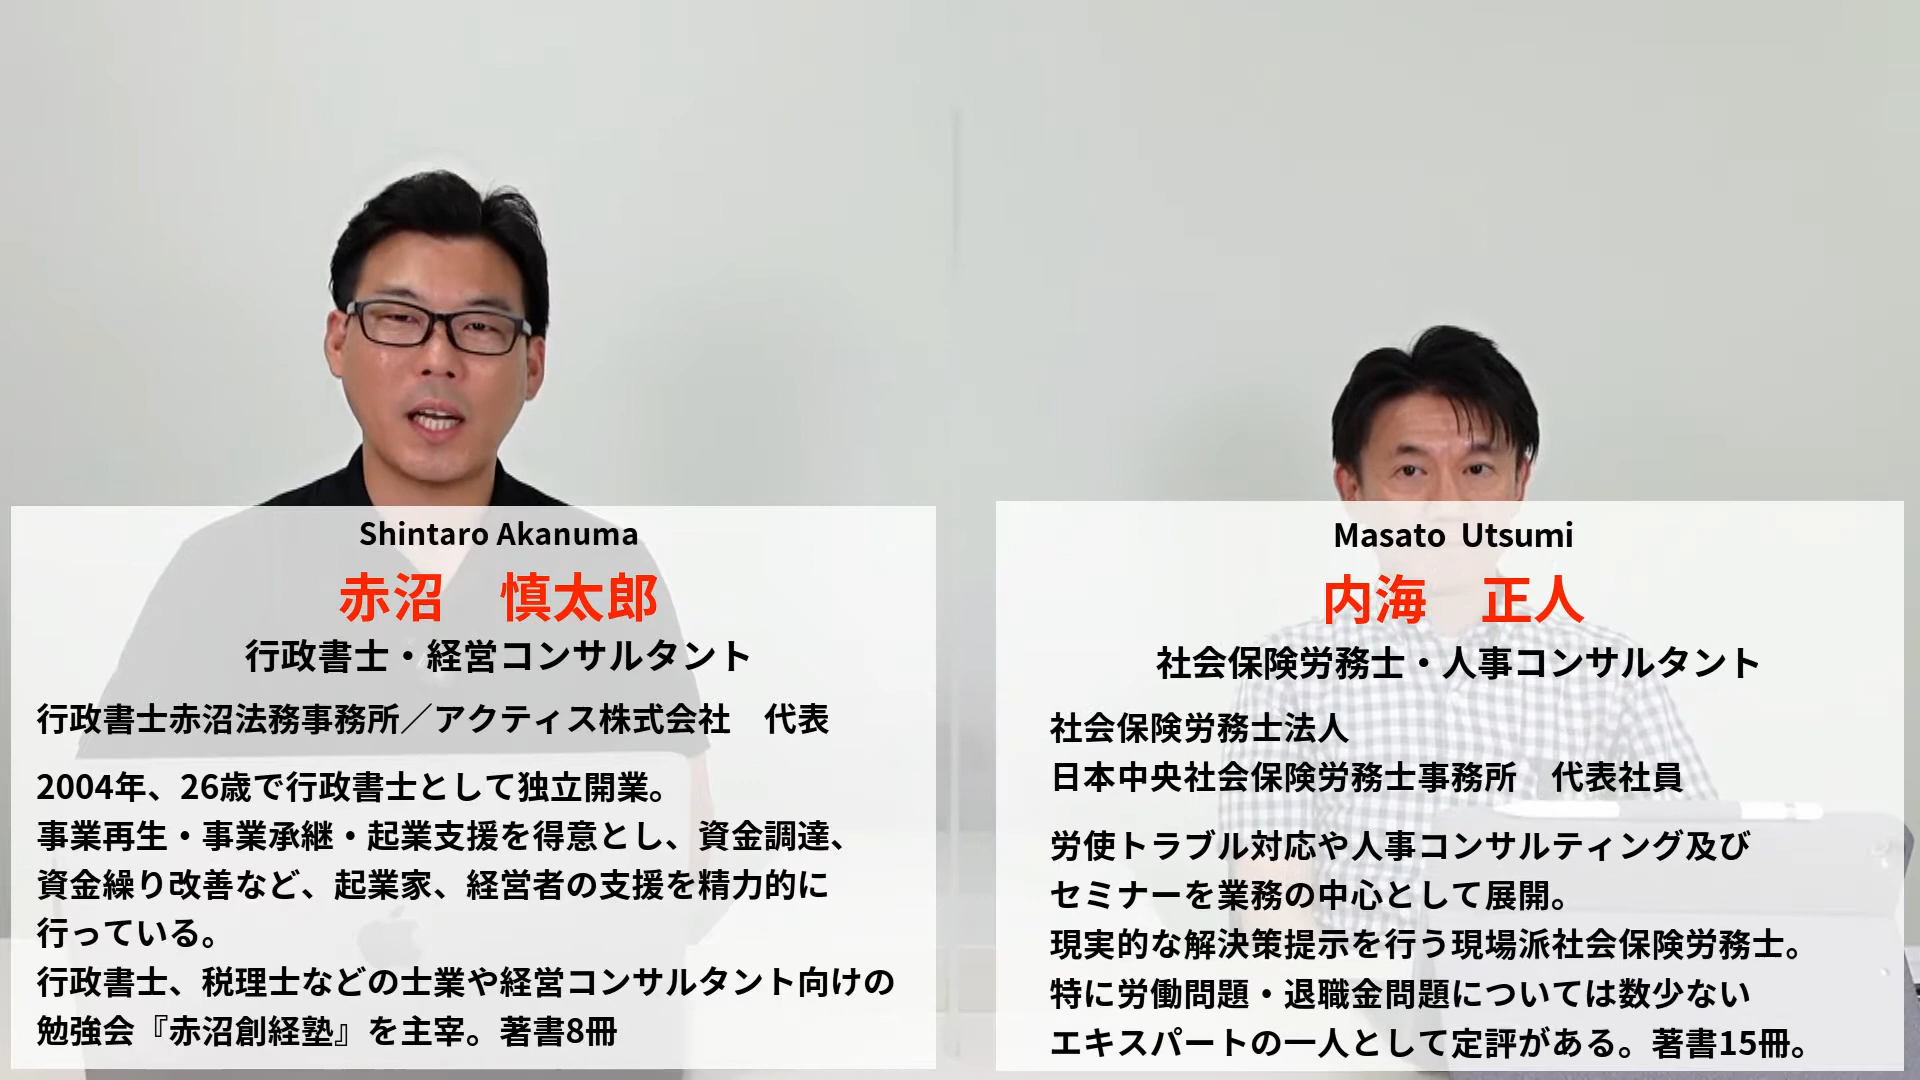 Shintaro Akanuma
赤沼　慎太郎
行政書士・経営コンサルタント
行政書士赤沼法務事務所／アクティス株式会社　代表
2004年、26歳で行政書士として独立開業。
事業再生・事業承継・起業支援を得意とし、資金調達、
資金繰り改善など、起業家、経営者の支援を精力的に
行っている。
行政書士、税理士などの士業や経営コンサルタント向けの
勉強会『赤沼創経塾』を主宰。著書8冊
Masato Utsumi
内海　正人
社会保険労務士・人事コンサルタント
社会保険労務士法人
日本中央社会保険労務士事務所　代表社員
労使トラブル対応や人事コンサルティング及び
セミナーを業務の中心として展開。
現実的な解決策提示を行う現場派社会保険労務士。
特に労働問題・退職金問題については数少ない
エキスパートの一人として定評がある。著書15冊。